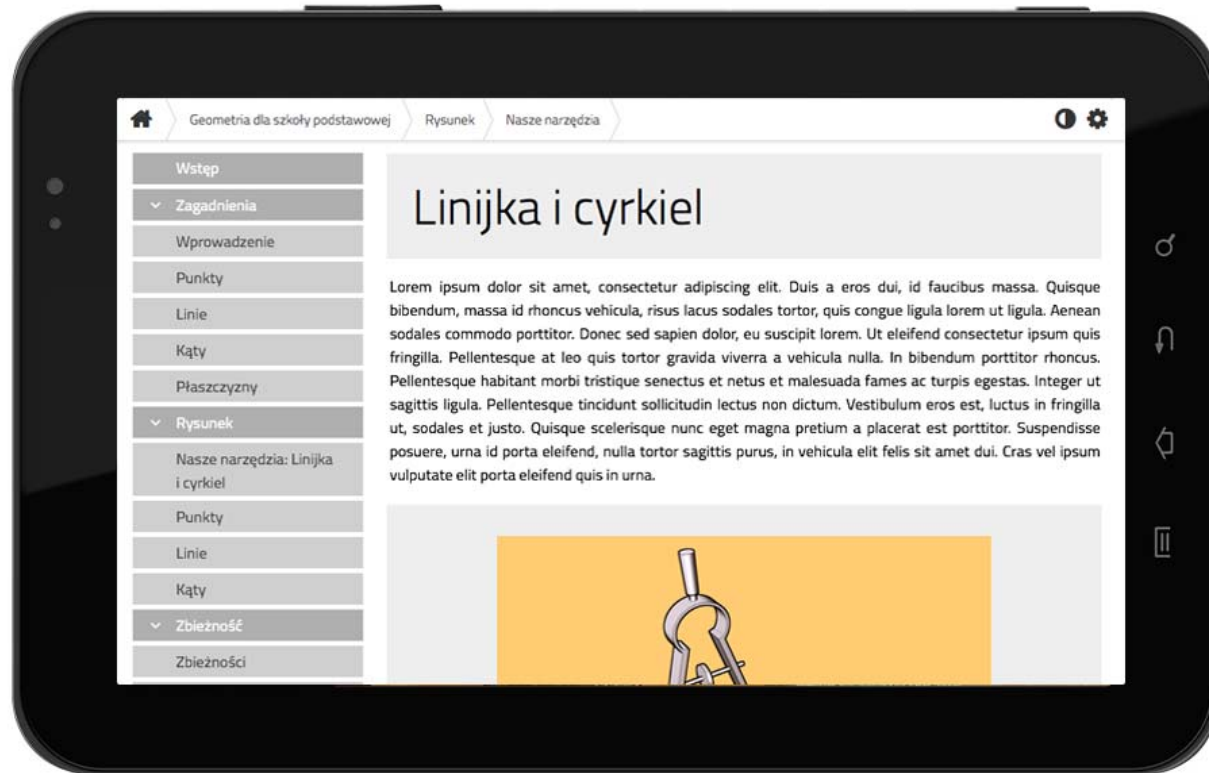 Geometria dla szkoły podstawowej Rysunek Nasze narzędzia
Wstęp
Zagadnienia
Wprowadzenie
Punkty
Linie
Kąty
Płaszczyzny
Rysunek
Nasze narzędzia: Linijka
i cyrkiel
Punkty
Linie
Kąty
Zbieżność
Zbieżności
Linijka i cyrkiel
Lorem ipsum dolor sit amet, consectetur adipiscing elit. Duis a eros dui, id faucibus massa. Quisque
bibendum, massa id rhoncus vehicula, risus lacus sodales tortor, quis congue ligula lorem ut ligula. Aenean
sodales commodo porttitor. Donec sed sapien dolor, eu suscipit lorem. Ut eleifend consectetur ipsum quis
fringilla. Pellentesque at leo quis tortor gravida viverra a vehicula nulla. In bibendum porttitor rhoncus.
Pellentesque habitant morbi tristique senectus et netus et malesuada fames ac turpis egestas. Integer ut
sagittis ligula. Pellentesque tincidunt sollicitudin lectus non dictum. Vestibulum eros est, luctus in fringilla
ut, sodales et justo. Quisque scelerisque nunc eget magna pretium a placerat est porttitor. Suspendisse
posuere, urna id porta eleifend, nulla tortor sagittis purus, in vehicula elit felis sit amet dui. Cras vel ipsum
vulputate elit porta eleifend quis in urna.